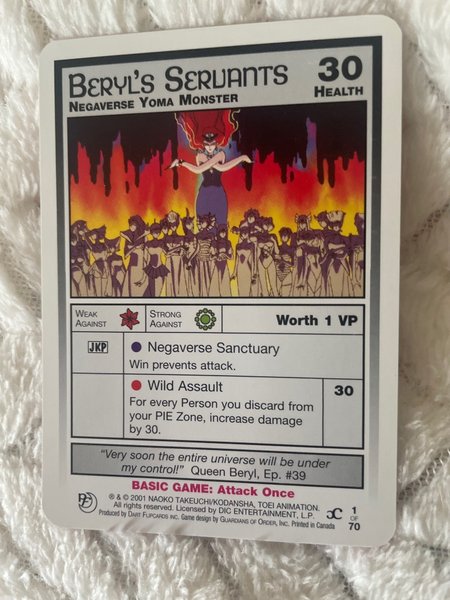 BERYL'S SERVANTS 30
NEGAVERSE YOMA MONSTER HEALTH
WEAK AGAINST STRONG AGAINST Worth 1 VP
JKP Negaverse Sanctuary
Win prevents attack.
Wild Assault 30
For every Person you discard from
your PIE Zone, increase damage
by 30.
"Very soon the entire universe will be under
my control!" Queen Beryl, Ep. #39
BASIC GAME: Attack Once
® & © 2001 NAOKO TAKEUCHI/KODANSHA, TOEI ANIMATION.
All rights reserved. Licensed by DIC ENTERTAINMENT, L.P.
Produced by DART FLIPCARDS INC. Game design by GUARDIANS OF ORDER, INC. Printed in Canada
C 1 OF 70